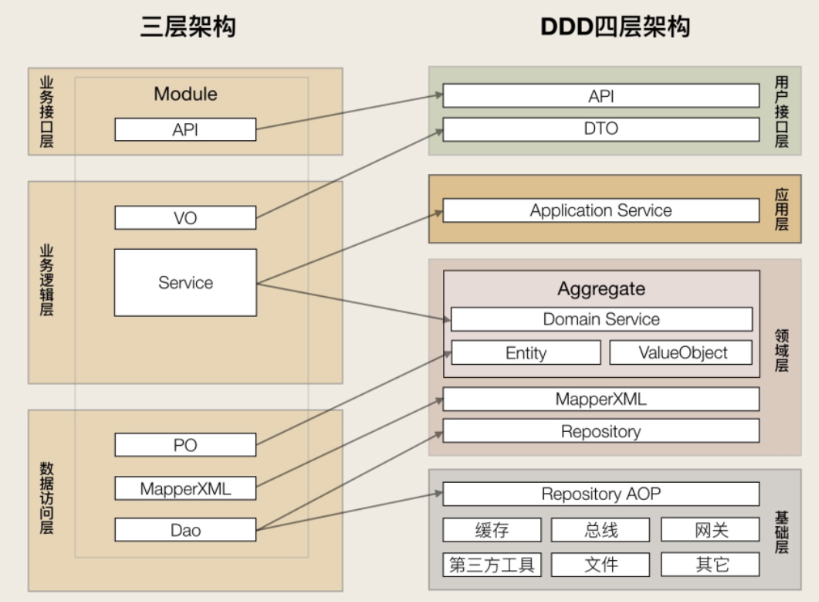 三层架构
DDD四层架构
业务接口层
Module
API
业务逻辑层
VO
Service
数据访问层
PO
MapperXML
Dao
API
DTO
用户接口层
Application Service
应用层
Aggregate
Domain Service
Entity
ValueObject
MapperXML
Repository
领域层
Repository AOP
缓存
总线
网关
第三方工具
文件
其它
基础层